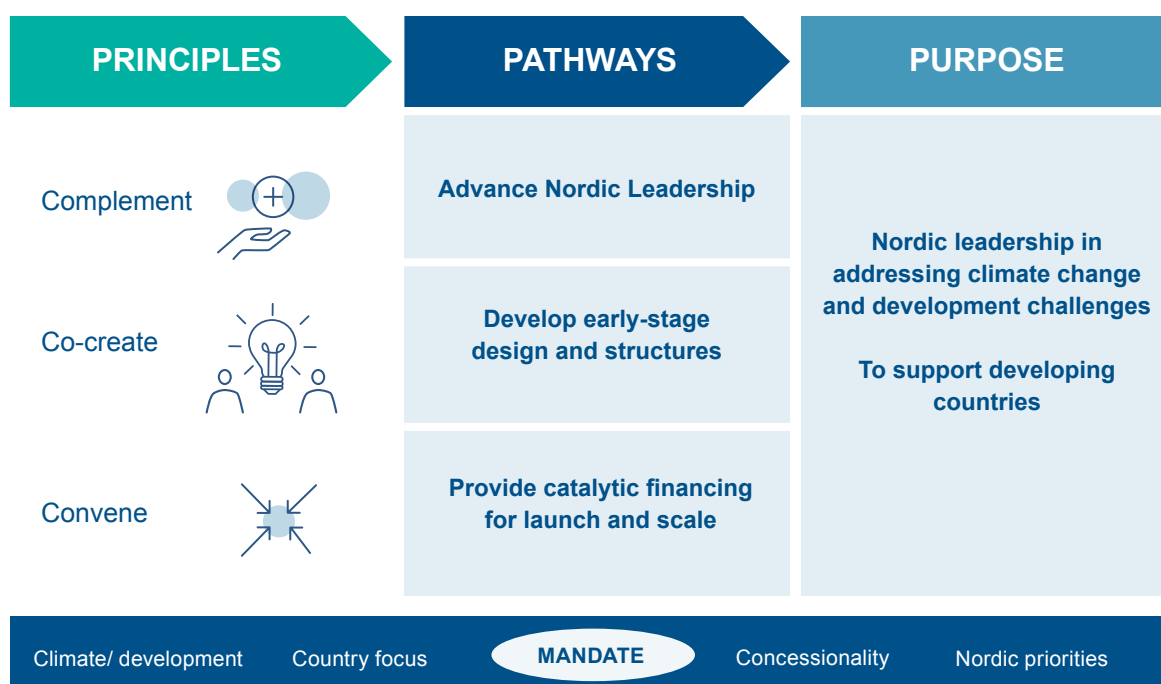 PRINCIPLES
PATHWAYS
PURPOSE
Complement
Co-create
Convene
Advance Nordic Leadership
Develop early-stage
design and structures
Provide catalytic financing
for launch and scale
Nordic leadership in
addressing climate change
and development challenges
To support developing
countries
Climate/ development
Country focus
MANDATE
Concessionality
Nordic priorities